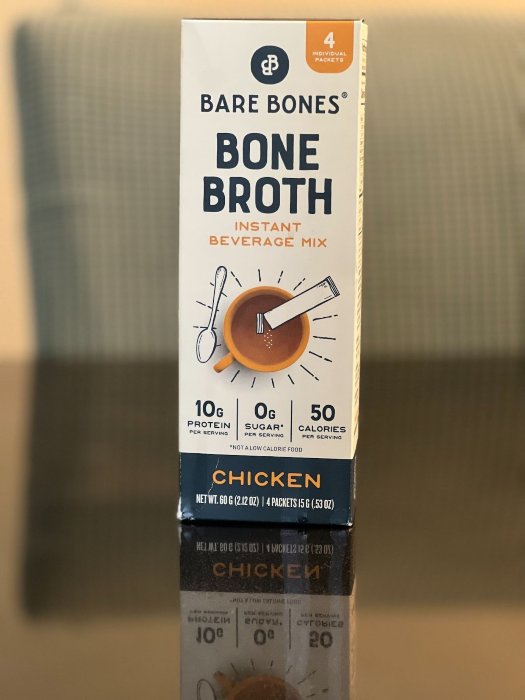 4
INDIVIDUAL
PACKETS
BARE BONES®
BONE
BROTH
INSTANT
BEVERAGE MIX
10G
PROTEIN
PER SERVING
0G
SUGAR*
PER SERVING
50
CALORIES
PER SERVING
*NOT A LOW CALORIE FOOD
CHICKEN
NET WT. 60 G (2.12 OZ) | 4 PACKETS 15 G (.53 OZ)